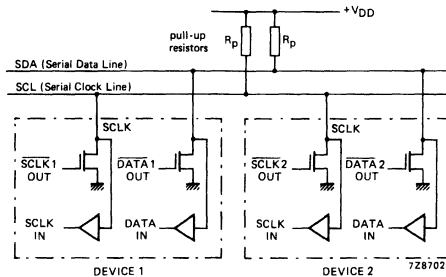 +VDD
pull-up
resistors
Rp
Rp
SDA (Serial Data Line)
SCL (Serial Clock Line)
SCLK
SCLK
SCLK1
OUT
DATA1
OUT
SCLK2
OUT
DATA2
OUT
SCLK
IN
DATA
IN
SCLK
IN
DATA
IN
DEVICE 1
DEVICE 2
7Z8702